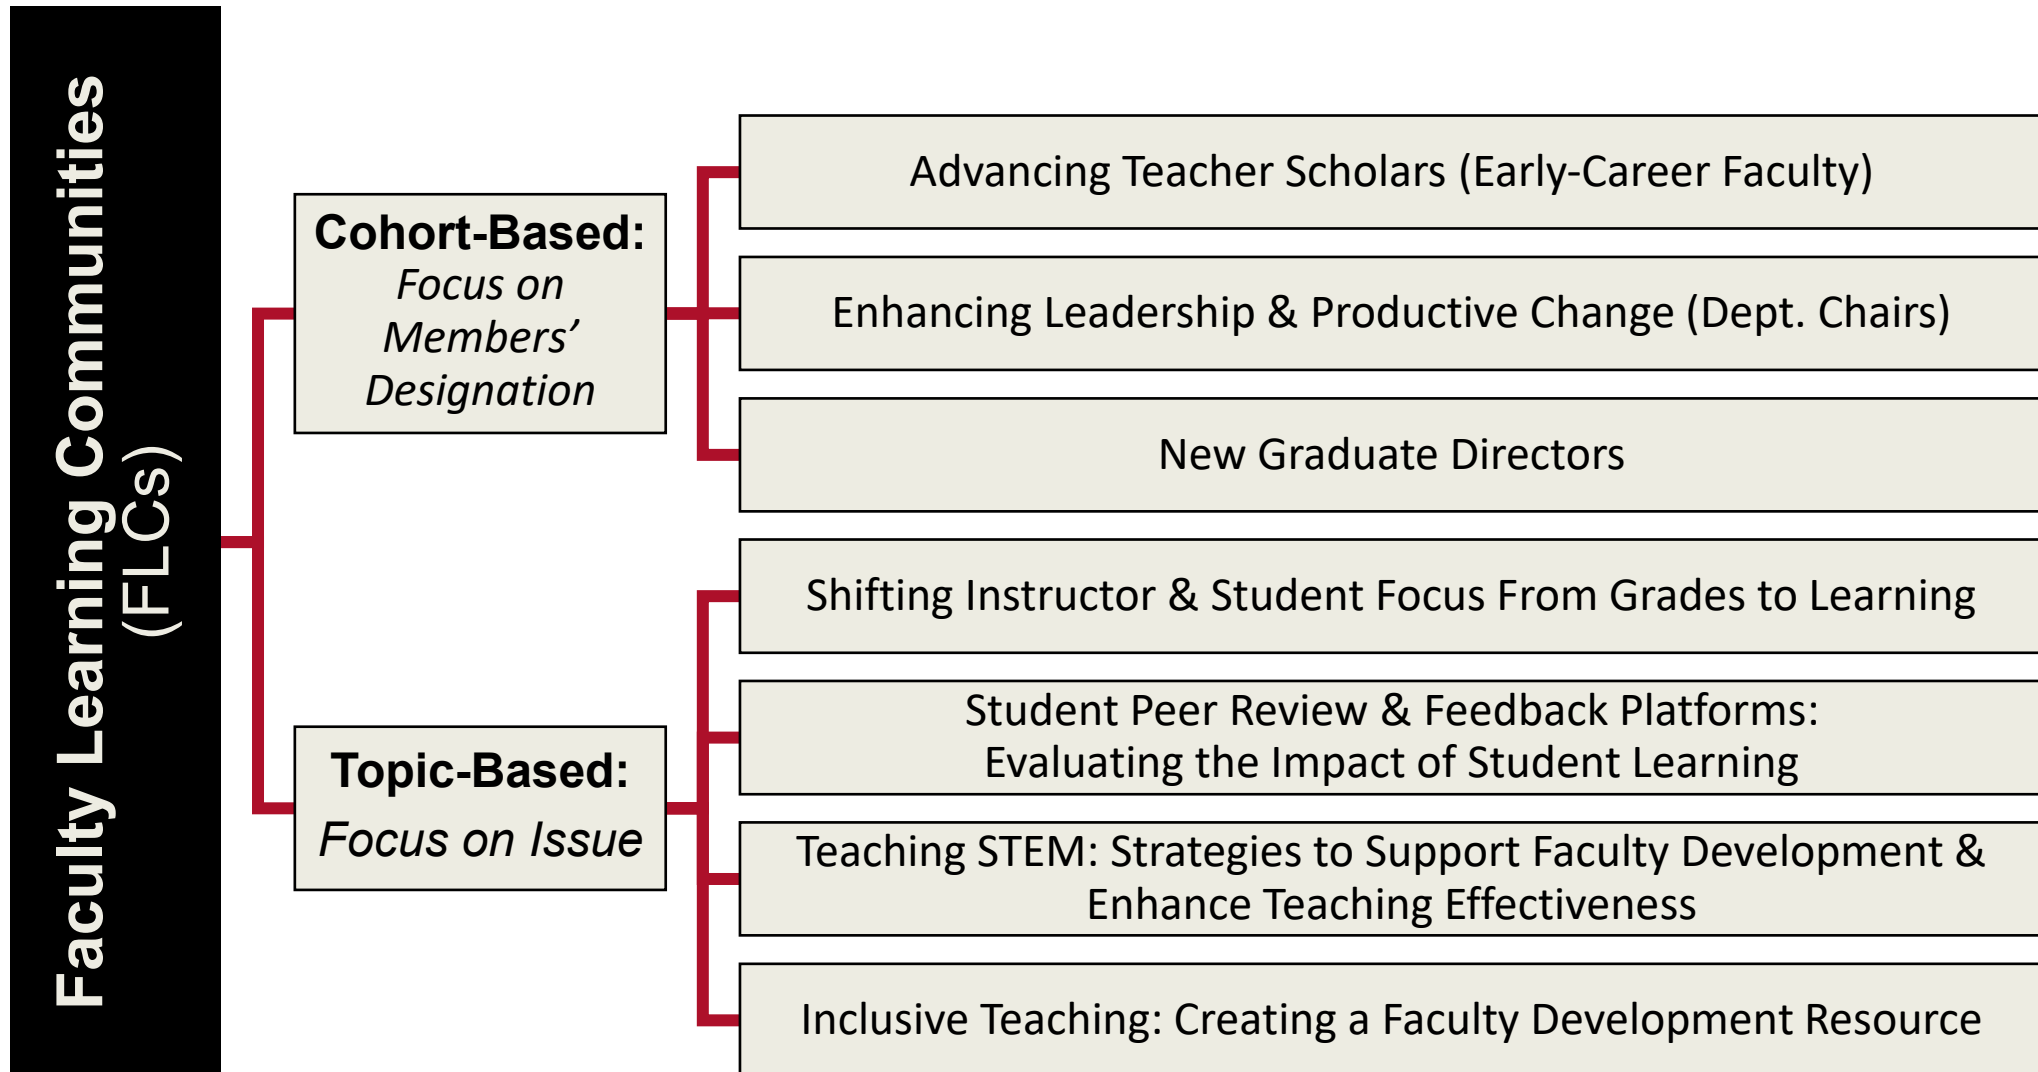 Faculty Learning Communities
(FLCs)
Cohort-Based:
Focus on
Members’
Designation
Advancing Teacher Scholars (Early-Career Faculty)
Enhancing Leadership & Productive Change (Dept. Chairs)
New Graduate Directors
Topic-Based:
Focus on Issue
Shifting Instructor & Student Focus From Grades to Learning
Student Peer Review & Feedback Platforms:
Evaluating the Impact of Student Learning
Teaching STEM: Strategies to Support Faculty Development &
Enhance Teaching Effectiveness
Inclusive Teaching: Creating a Faculty Development Resource